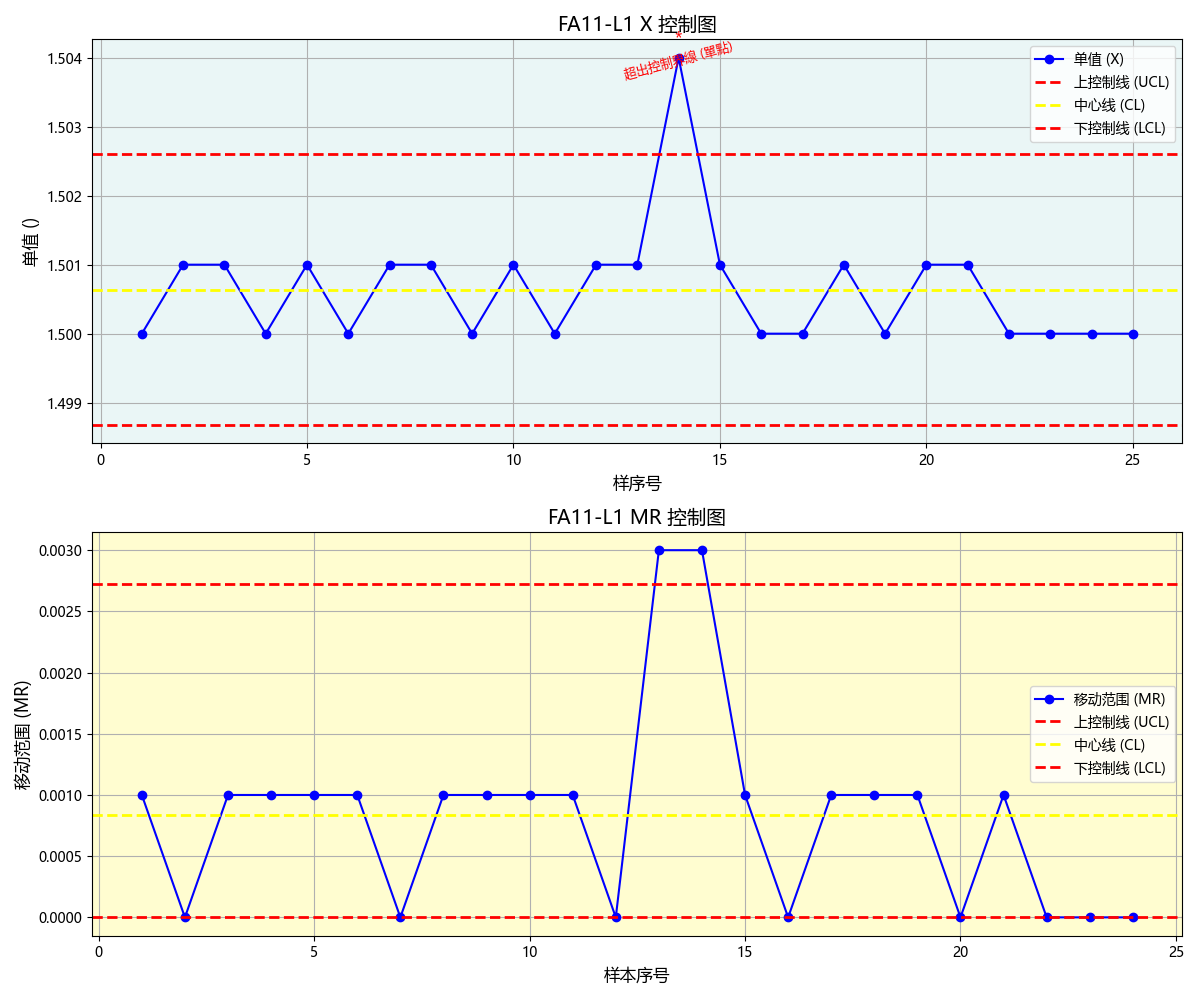 FA11-L1 X 控制图
*
超出控制界線 (單點)
单值 (X)
上控制线 (UCL)
中心线 (CL)
下控制线 (LCL)
单值 ()
1.504
1.503
1.502
1.501
1.500
1.499
0 5 10 15 20 25
样序号
FA11-L1 MR 控制图
移动范围 (MR)
上控制线 (UCL)
中心线 (CL)
下控制线 (LCL)
移动范围 (MR)
0.0030
0.0025
0.0020
0.0015
0.0010
0.0005
0.0000
0 5 10 15 20 25
样本序号